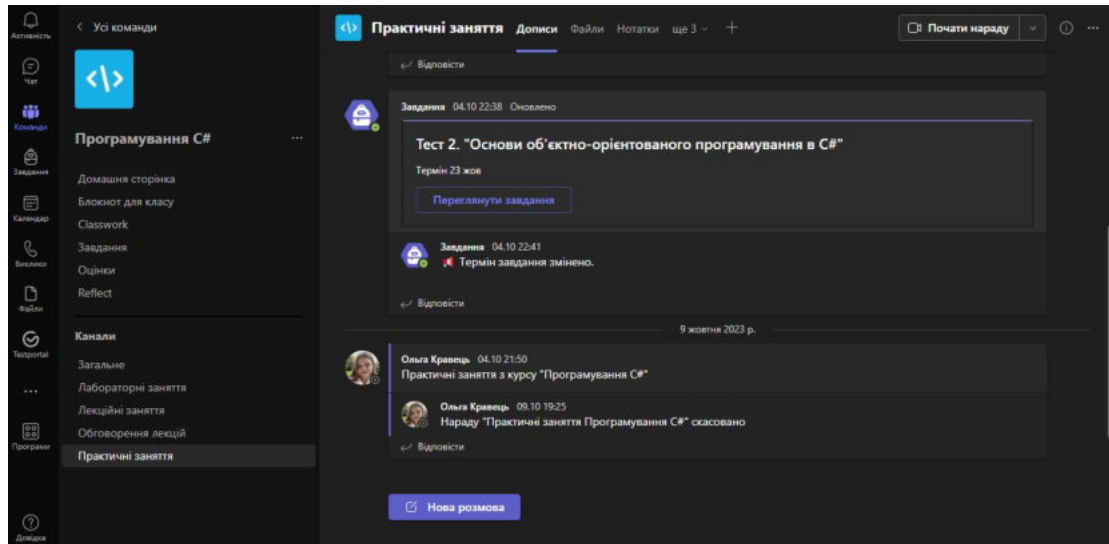 Активність
Чат
Команди
Завдання
Календар
Виклики
Файли
Testportal
Програми
Довідка
Усі команди
</>
Програмування C#
Домашня сторінка
Блокнот для класу
Classwork
Завдання
Оцінки
Reflect
Канали
Загальне
Лабораторні заняття
Лекційні заняття
Обговорення лекцій
Практичні заняття
</> Практичні заняття Дописи Файли Нотатки ще 3
Почати нараду
Відповісти
Завдання 04.10 22:38 Оновлено
Тест 2. "Основи об'єктно-орієнтованого програмування в C#"
Термін 23 жов
Переглянути завдання
Завдання 04.10 22:41
Термін завдання змінено.
Відповісти
9 жовтня 2023 р.
Ольга Кравець 04.10 21:50
Практичні заняття з курсу "Програмування C#"
Ольга Кравець 09.10 19:25
Нараду "Практичні заняття Програмування C#" скасовано
Відповісти
Нова розмова